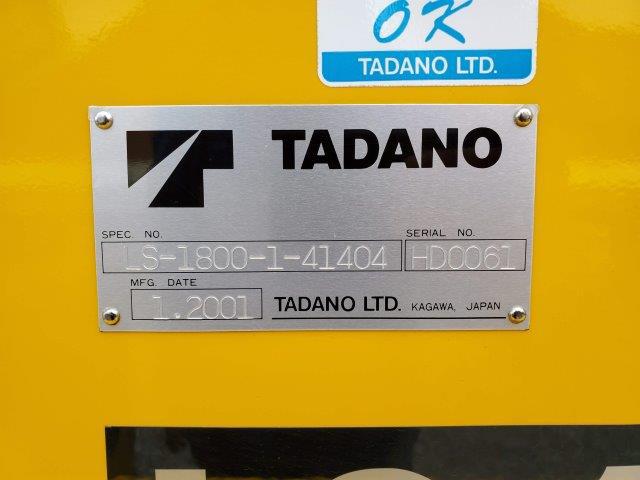 OK
TADANO LTD.
TADANO
SPEC. NO.
SERIAL NO.
LS-1800-1-41404
HD0061
MFG. DATE
1.2001
TADANO LTD. KAGAWA, JAPAN